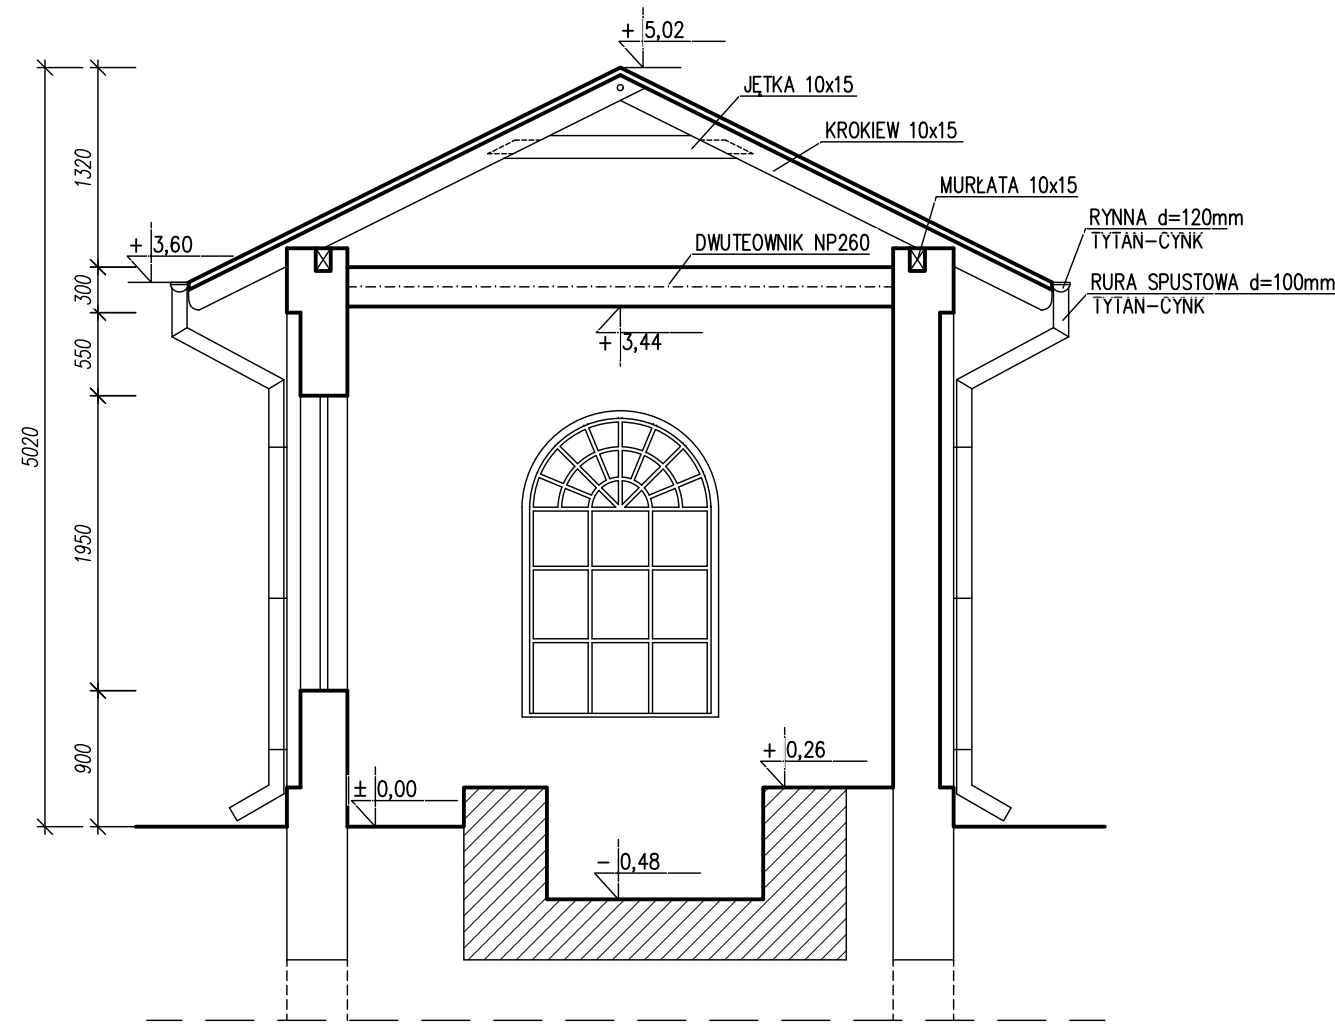 + 5,02
JĘTKA 10x15
KROKIEW 10x15
MURŁATA 10x15
RYNNA d=120mm
TYTAN-CYNK
+ 3,60
DWUTEOWNIK NP260
RURA SPUSTOWA d=100mm
TYTAN-CYNK
+ 3,44
1320
300
550
5020
1950
900
+ 0,26
± 0,00
- 0,48